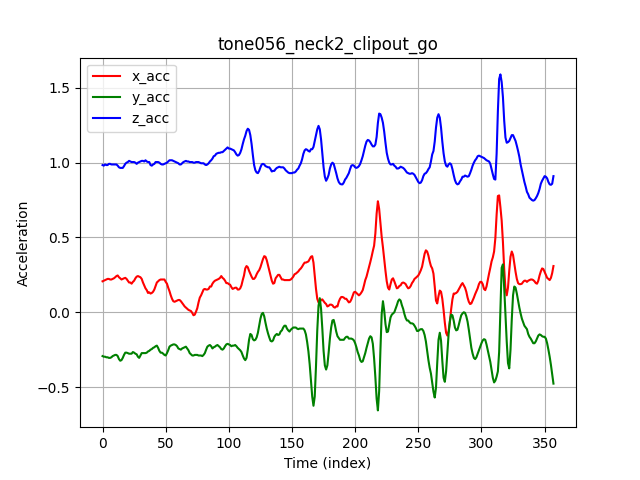 tone056_neck2_clipout_go
x_acc
y_acc
z_acc
Acceleration
1.5
1.0
0.5
0.0
−0.5
0 50 100 150 200 250 300 350
Time (index)